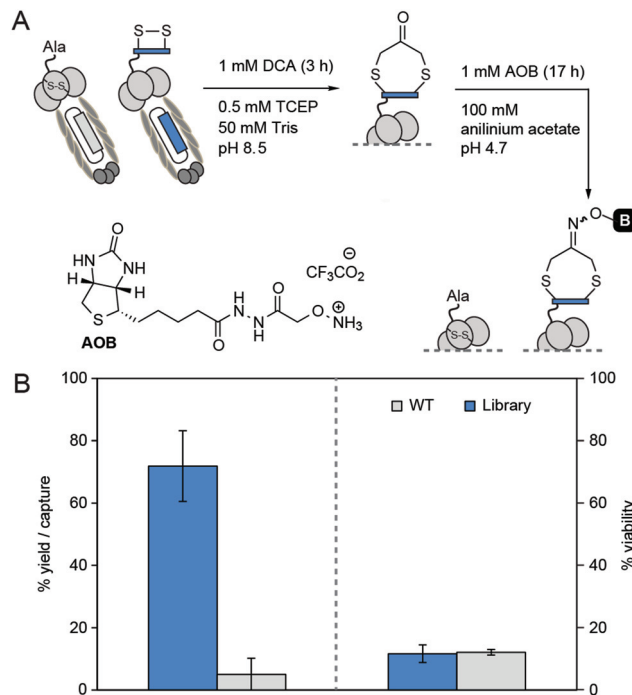 A
Ala
S-S
S S
1 mM DCA (3 h)
0.5 mM TCEP
50 mM Tris
pH 8.5
O
S S
1 mM AOB (17 h)
100 mM
anilinium acetate
pH 4.7
N O B
S S
Ala
S-S
O
HN NH
H H
S
O
H
N
N
H
O
O
NH₃
⊕
⊖
CF₃CO₂
AOB
B
% yield / capture
100
80
60
40
20
0
WT Library
100
80
60
40
20
0
% viability